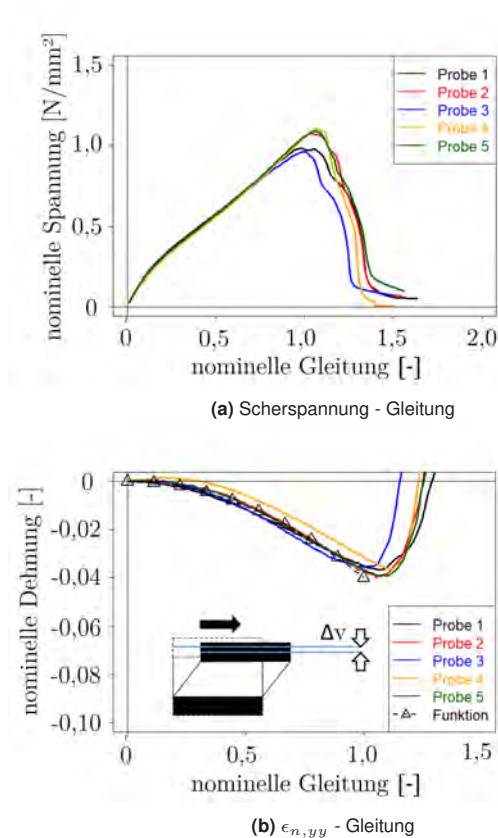 nominelle Spannung [N/mm²]
1,5
1,0
0,5
0
Probe 1
Probe 2
Probe 3
Probe 4
Probe 5
0 0,5 1,0 1,5 2,0
nominelle Gleitung [-]
(a) Scherspannung - Gleitung
nominelle Dehnung [-]
0
-0,02
-0,04
-0,06
-0,08
-0,10
Δv
Probe 1
Probe 2
Probe 3
Probe 4
Probe 5
Funktion
0 0,5 1,0 1,5
nominelle Gleitung [-]
(b) ϵn,yy - Gleitung